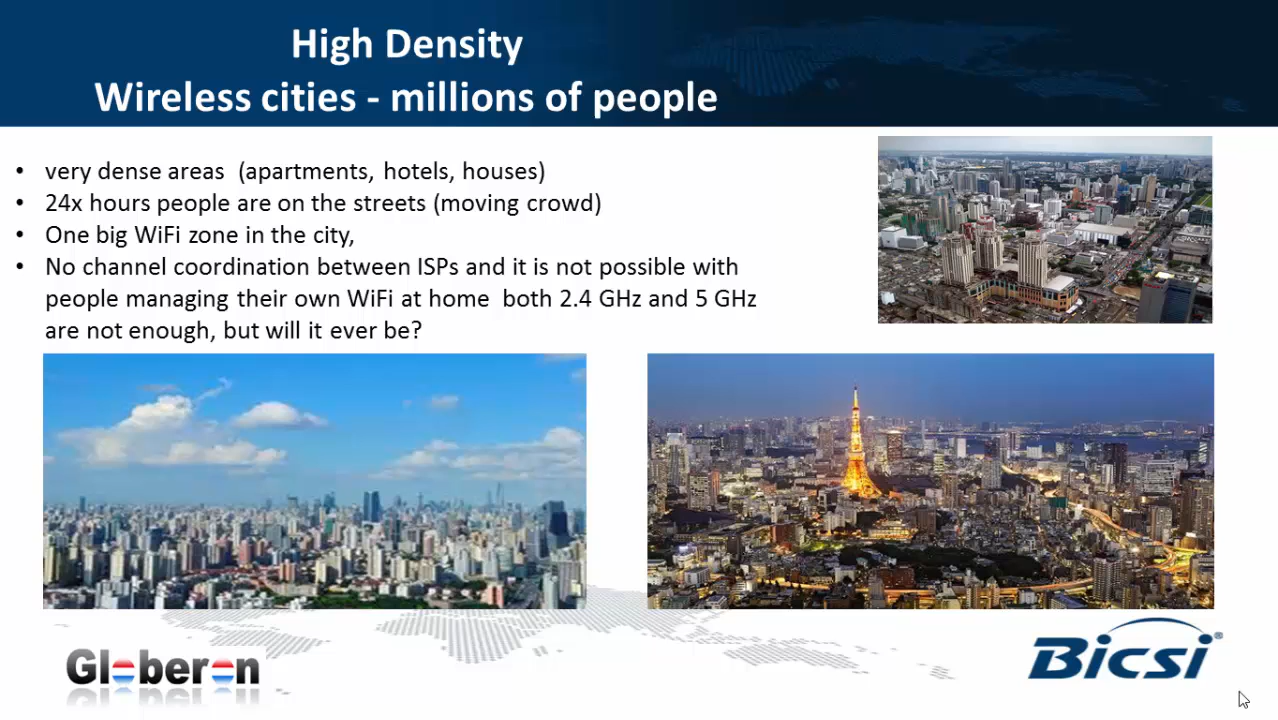 High Density
Wireless cities - millions of people
• very dense areas (apartments, hotels, houses)
• 24x hours people are on the streets (moving crowd)
• One big WiFi zone in the city,
• No channel coordination between ISPs and it is not possible with
people managing their own WiFi at home both 2.4 GHz and 5 GHz
are not enough, but will it ever be?
Globeron
Bicsi®